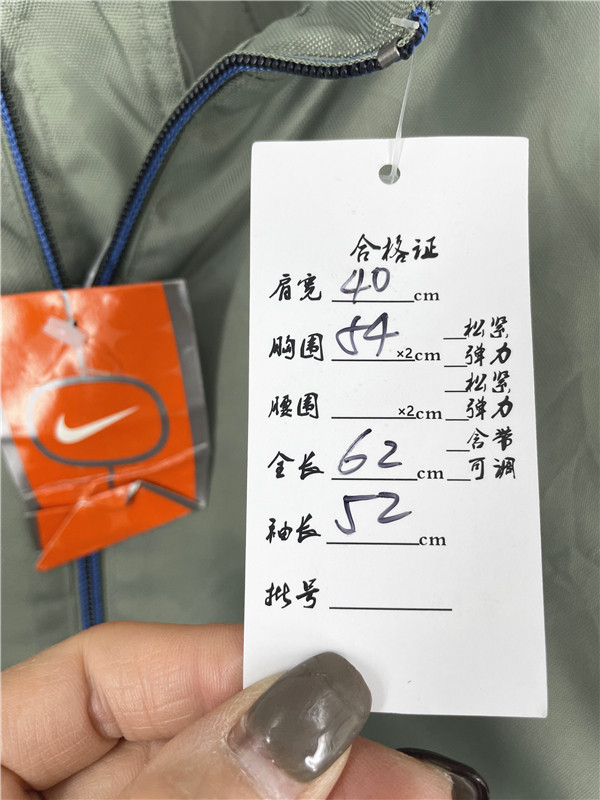 合格证
肩宽 40 cm
胸围 54 ×2cm 松紧 弹力
腰围 ×2cm 松紧 弹力
全长 62 cm 含带 可调
袖长 52 cm
批号